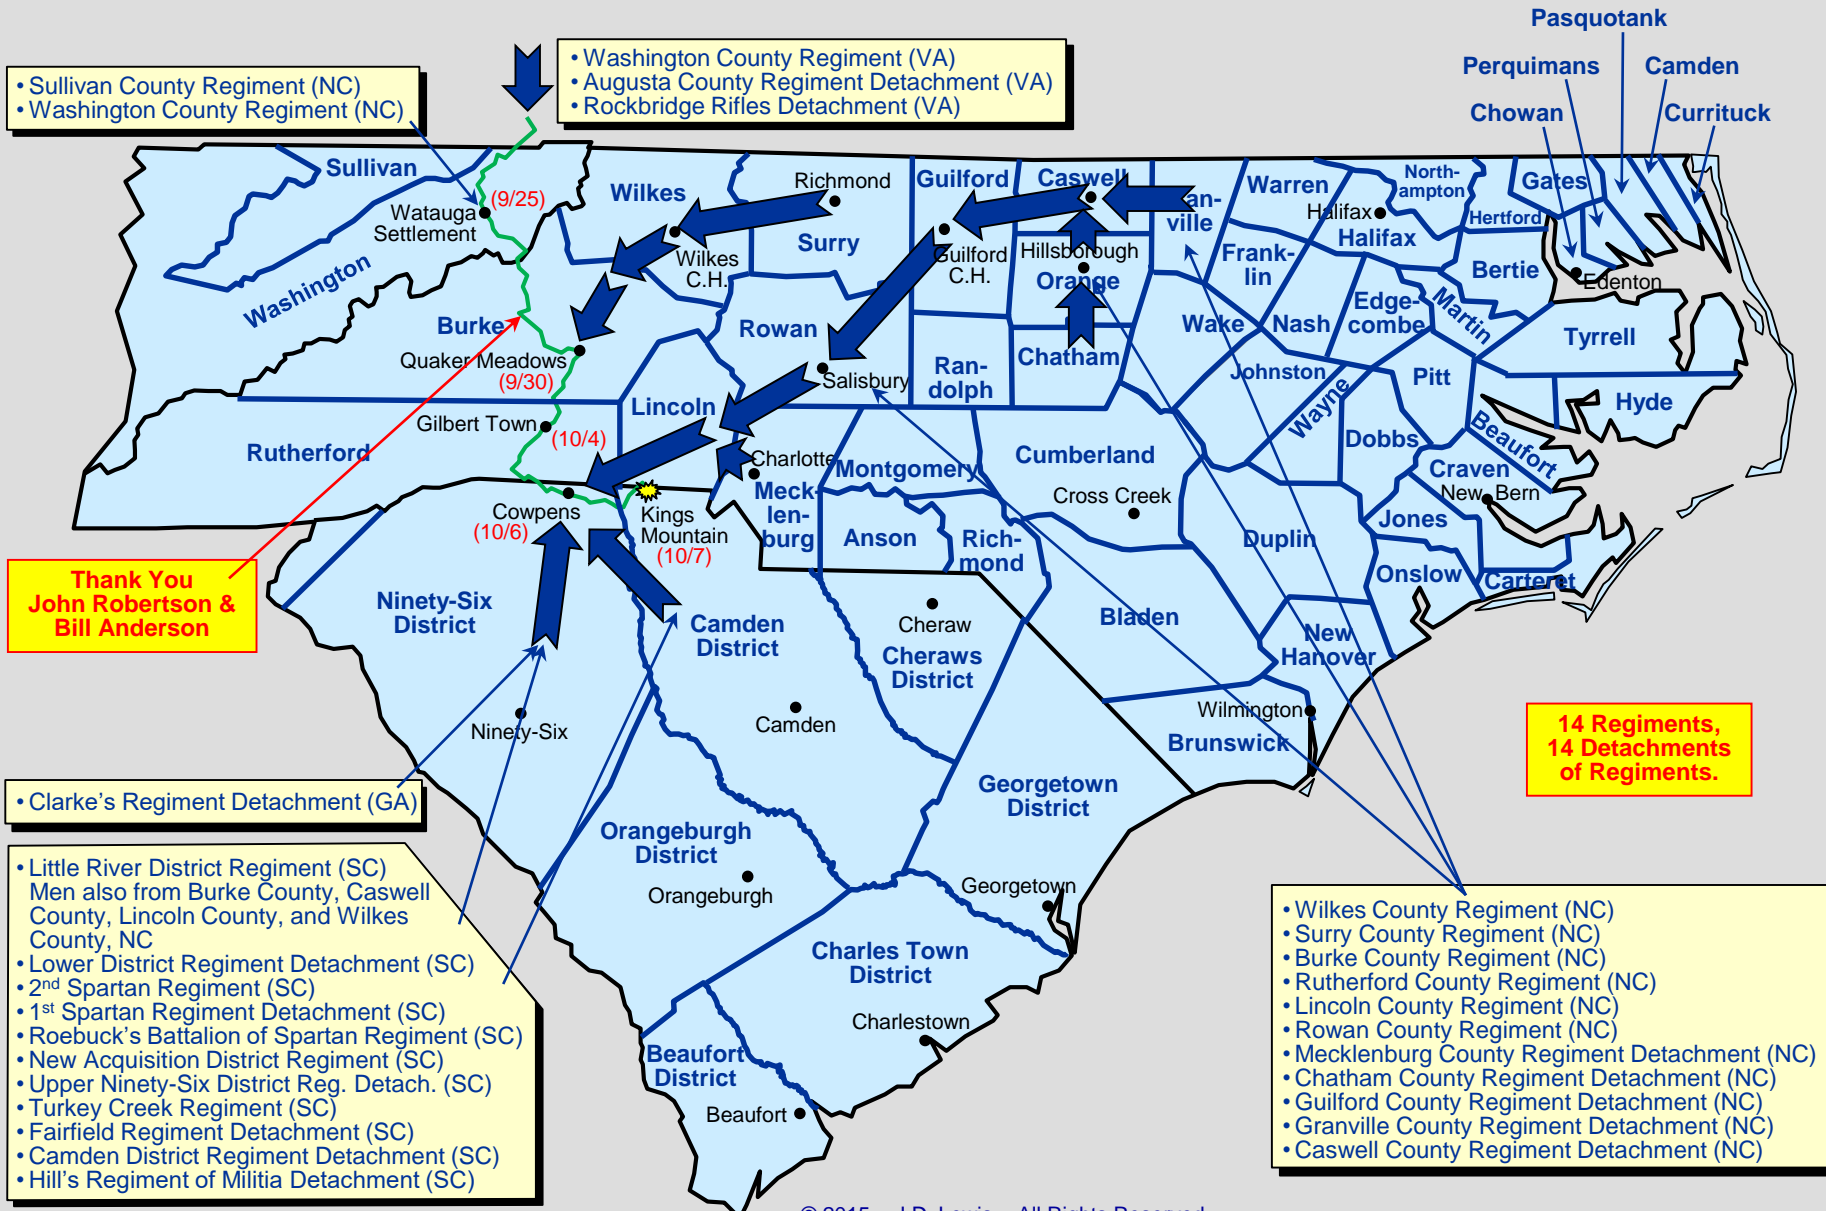 Pasquotank
Perquimans
Camden
Chowan
Currituck
• Sullivan County Regiment (NC)
• Washington County Regiment (NC)
• Washington County Regiment (VA)
• Augusta County Regiment Detachment (VA)
• Rockbridge Rifles Detachment (VA)
Sullivan
(9/25)
Watauga
Settlement
Washington
Wilkes
Richmond
Surry
Wilkes
C.H.
Guilford
Guilford
C.H.
Caswell
Hillsborough
Orange
an-
ville
Warren
Frank-
lin
Halifax
Halifax
North-
ampton
Hertford
Gates
Bertie
Edenton
Martin
Edge-
combe
Nash
Wake
Tyrrell
Hyde
Burke
Quaker Meadows
(9/30)
Rowan
Salisbury
Ran-
dolph
Chatham
Johnston
Wayne
Pitt
Dobbs
Beaufort
Craven
New Bern
Jones
Onslow
Carteret
Lincoln
Gilbert Town
(10/4)
Rutherford
Charlotte
Meck-
len-
burg
Montgomery
Anson
Rich-
mond
Cumberland
Cross Creek
Duplin
Bladen
New
Hanover
Wilmington
Brunswick
Cowpens
(10/6)
Kings
Mountain
(10/7)
Thank You
John Robertson &
Bill Anderson
Ninety-Six
District
Ninety-Six
Camden
District
Camden
Cheraw
Cheraws
District
Georgetown
District
Georgetown
Orangeburgh
District
Orangeburgh
Charles Town
District
Charlestown
Beaufort
District
Beaufort
14 Regiments,
14 Detachments
of Regiments.
• Clarke's Regiment Detachment (GA)
• Little River District Regiment (SC)
Men also from Burke County, Caswell
County, Lincoln County, and Wilkes
County, NC
• Lower District Regiment Detachment (SC)
• 2nd Spartan Regiment (SC)
• 1st Spartan Regiment Detachment (SC)
• Roebuck's Battalion of Spartan Regiment (SC)
• New Acquisition District Regiment (SC)
• Upper Ninety-Six District Reg. Detach. (SC)
• Turkey Creek Regiment (SC)
• Fairfield Regiment Detachment (SC)
• Camden District Regiment Detachment (SC)
• Hill's Regiment of Militia Detachment (SC)
• Wilkes County Regiment (NC)
• Surry County Regiment (NC)
• Burke County Regiment (NC)
• Rutherford County Regiment (NC)
• Lincoln County Regiment (NC)
• Rowan County Regiment (NC)
• Mecklenburg County Regiment Detachment (NC)
• Chatham County Regiment Detachment (NC)
• Guilford County Regiment Detachment (NC)
• Granville County Regiment Detachment (NC)
• Caswell County Regiment Detachment (NC)